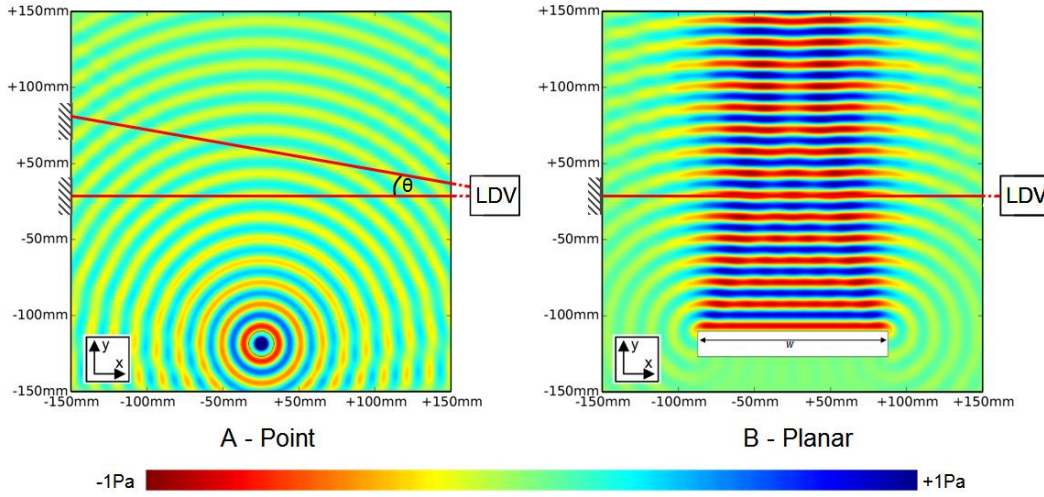 +150mm
+100mm
+50mm
-50mm
-100mm
-150mm
-150mm -100mm -50mm +50mm +100mm +150mm
θ
LDV
y
x
A - Point
+150mm
+100mm
+50mm
-50mm
-100mm
-150mm
-150mm -100mm -50mm +50mm +100mm +150mm
LDV
w
y
x
B - Planar
-1Pa +1Pa